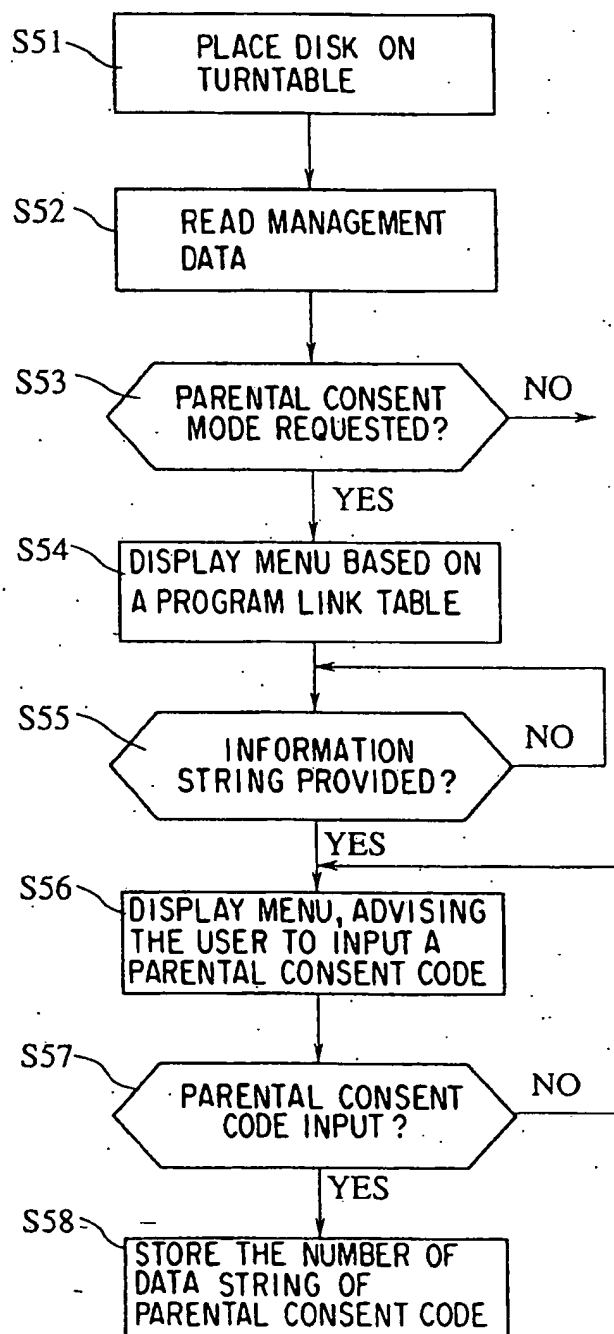 S51
PLACE DISK ON
TURNTABLE
S52
READ MANAGEMENT
DATA
S53
PARENTAL CONSENT
MODE REQUESTED?
NO
YES
S54
DISPLAY MENU BASED ON
A PROGRAM LINK TABLE
S55
INFORMATION
STRING PROVIDED?
NO
YES
S56
DISPLAY MENU, ADVISING
THE USER TO INPUT A
PARENTAL CONSENT CODE
S57
PARENTAL CONSENT
CODE INPUT?
NO
YES
S58
STORE THE NUMBER OF
DATA STRING OF
PARENTAL CONSENT CODE